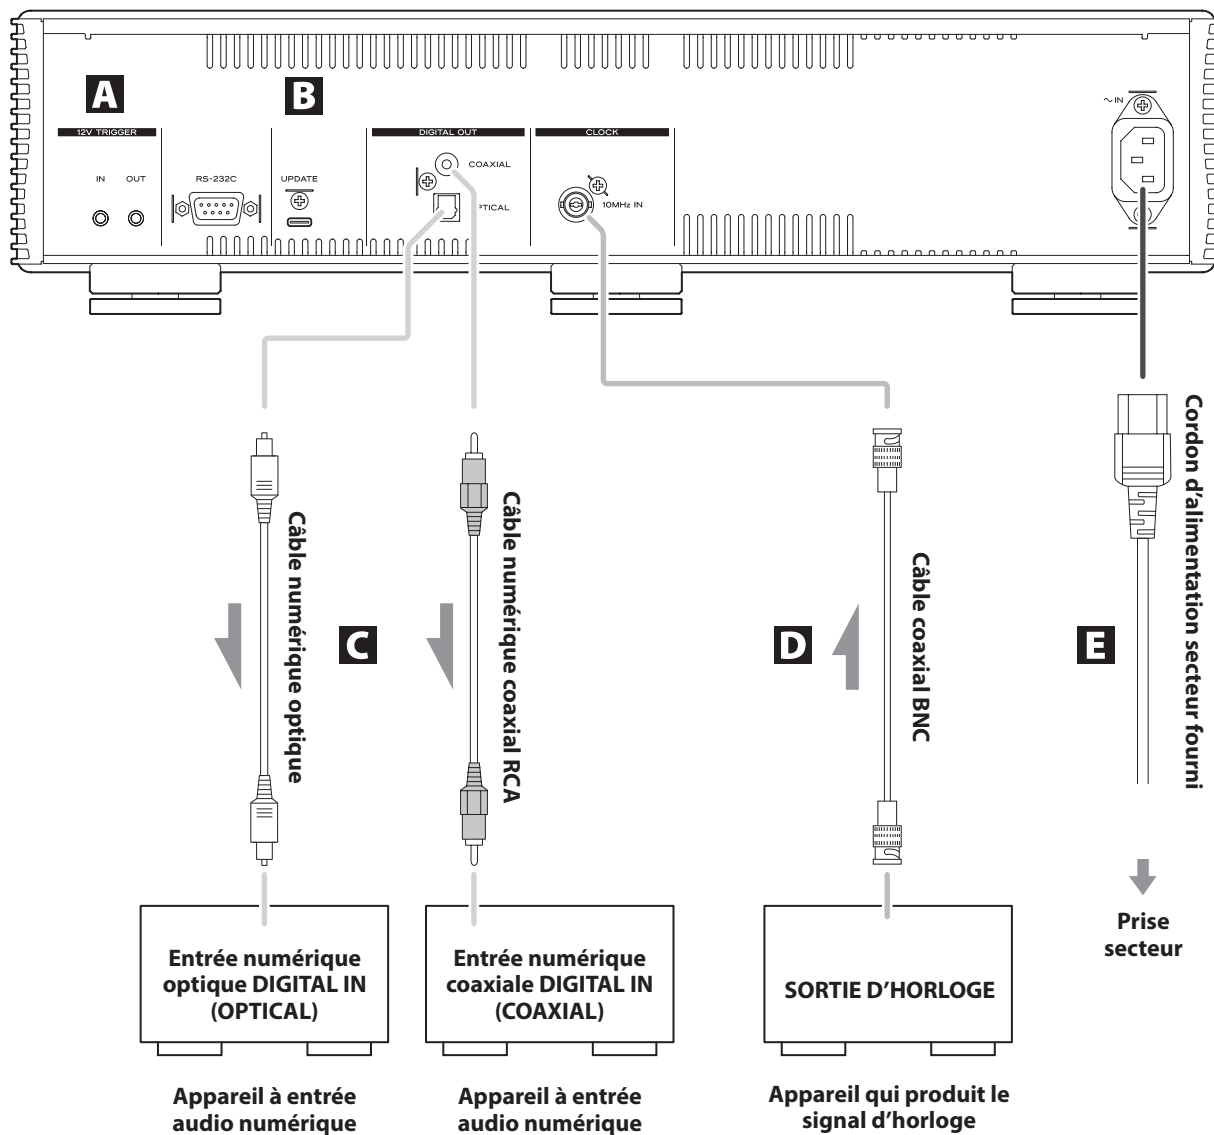 A
B
12V TRIGGER
DIGITAL OUT
CLOCK
~ IN
IN
OUT
RS-232C
UPDATE
COAXIAL
PTICAL
10MHz IN
Câble numérique optique
C
Câble numérique coaxial RCA
D
Câble coaxial BNC
E
Cordon d’alimentation secteur fourni
Prise
secteur
Entrée numérique
optique DIGITAL IN
(OPTICAL)
Entrée numérique
coaxiale DIGITAL IN
(COAXIAL)
SORTIE D’HORLOGE
Appareil à entrée
audio numérique
Appareil à entrée
audio numérique
Appareil qui produit le
signal d’horloge